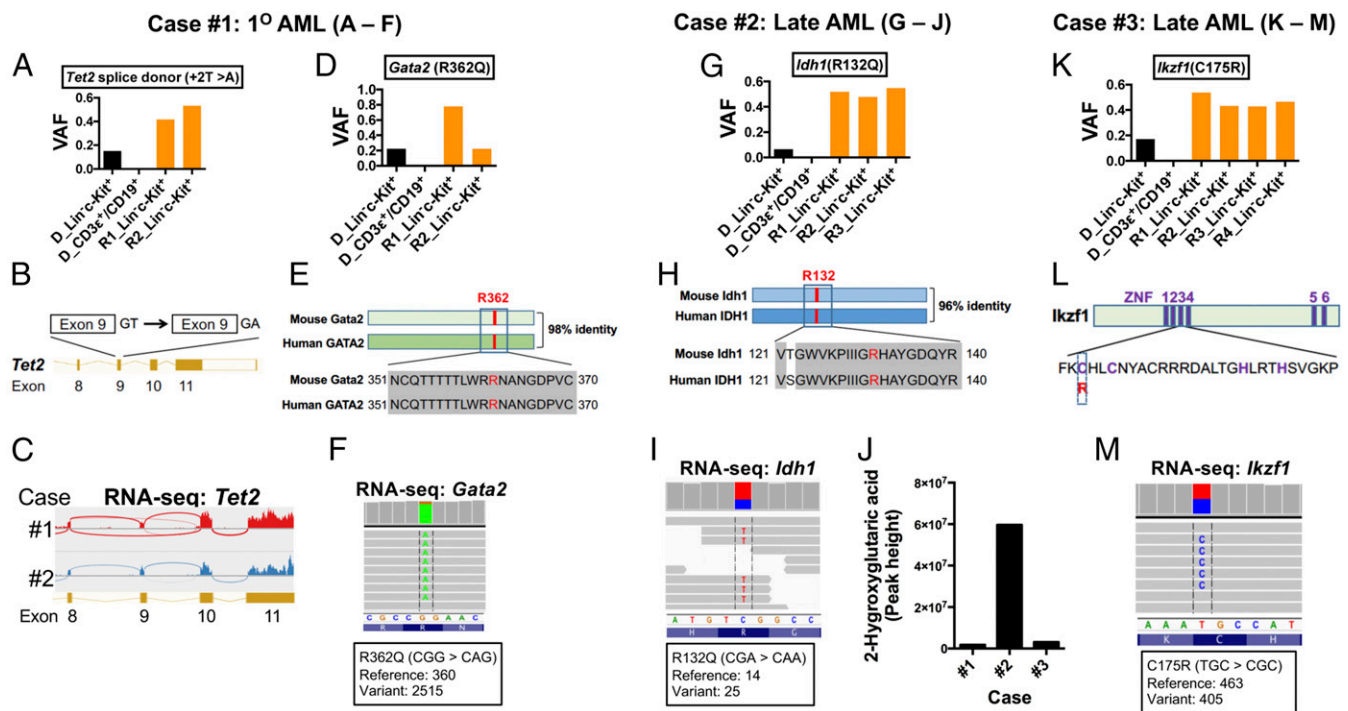 Case #1: 1O AML (A – F)
Case #2: Late AML (G – J)
Case #3: Late AML (K – M)
A
Tet2 splice donor (+2T >A)
VAF
0.6
0.4
0.2
0.0
D_Lin-c-Kit+
D_CD3ε+/CD19+
R1_Lin-c-Kit+
R2_Lin-c-Kit+
D
Gata2 (R362Q)
VAF
1.0
0.8
0.6
0.4
0.2
0.0
D_Lin-c-Kit+
D_CD3ε+/CD19+
R1_Lin-c-Kit+
R2_Lin-c-Kit+
G
Idh1(R132Q)
VAF
0.6
0.4
0.2
0.0
D_Lin-c-Kit+
D_CD3ε+/CD19+
R1_Lin-c-Kit+
R2_Lin-c-Kit+
R3_Lin-c-Kit+
K
Ikzf1(C175R)
VAF
0.6
0.4
0.2
0.0
D_Lin-c-Kit+
D_CD3ε+/CD19+
R1_Lin-c-Kit+
R2_Lin-c-Kit+
R3_Lin-c-Kit+
R4_Lin-c-Kit+
B
Exon 9 GT → Exon 9 GA
Tet2
Exon 8 9 10 11
E
R362
Mouse Gata2
Human GATA2
98% identity
Mouse Gata2 351 NCQTTTTTLWRRNANGDPVC 370
Human GATA2 351 NCQTTTTTLWRRNANGDPVC 370
H
R132
Mouse Idh1
Human IDH1
96% identity
Mouse Idh1 121 VTGWVKPIIIGRHAYGDQYR 140
Human IDH1 121 VSGWVKPIIIGRHAYGDQYR 140
L
ZNF 1234 5 6
Ikzf1
FKCHLCNYACRRRDALTGHLRTHSVGKP
R
C
Case RNA-seq: Tet2
#1
#2
Exon 8 9 10 11
F
RNA-seq: Gata2
A
A
A
A
A
A
A
C G C C G G A A C
R R N
R362Q (CGG > CAG)
Reference: 360
Variant: 2515
I
RNA-seq: Idh1
T
T
T
T
T
A T G T C G G C C
H R G
R132Q (CGA > CAA)
Reference: 14
Variant: 25
J
2-Hygroxyglutaric acid
(Peak height)
8×10⁷
6×10⁷
4×10⁷
2×10⁷
0
#1
#2
#3
Case
M
RNA-seq: Ikzf1
C
C
C
C
C
A A A T G C C A T
K C H
C175R (TGC > CGC)
Reference: 463
Variant: 405